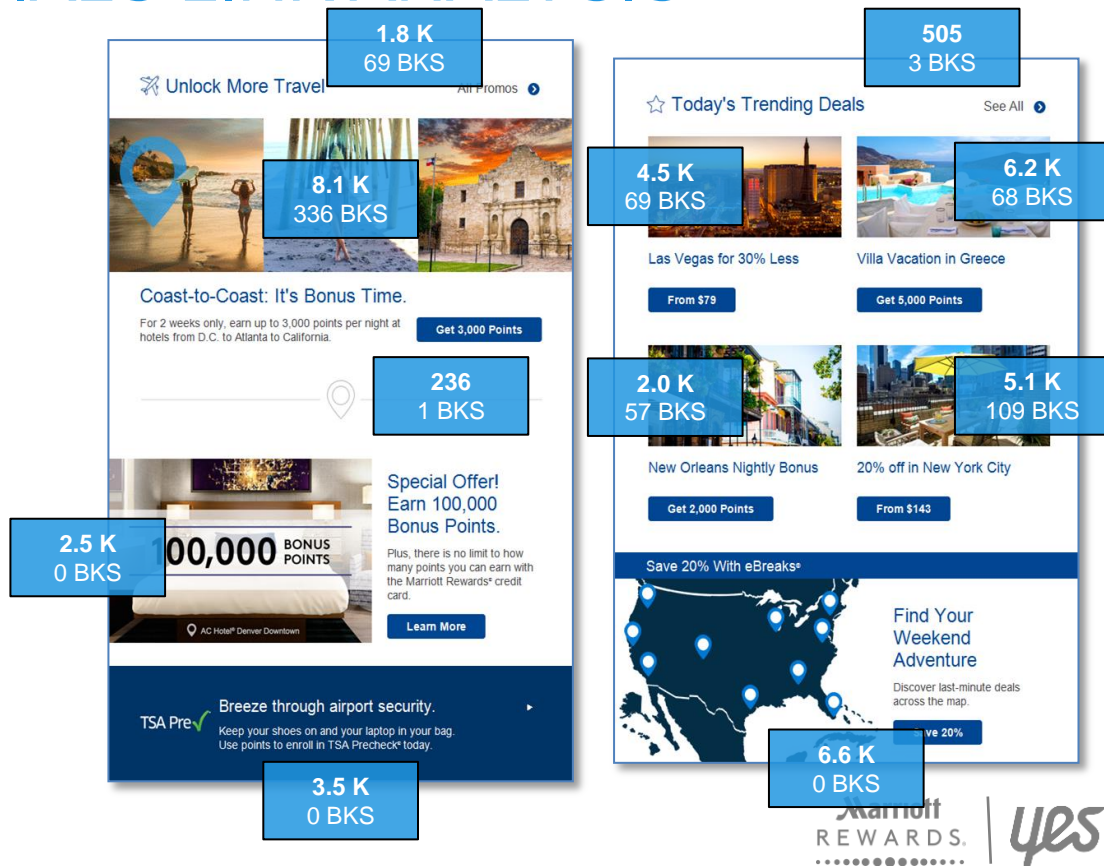 1.8 K
69 BKS
Unlock More Travel
All Promos
8.1 K
336 BKS
Coast-to-Coast: It's Bonus Time.
For 2 weeks only, earn up to 3,000 points per night at
hotels from D.C. to Atlanta to California.
Get 3,000 Points
236
1 BKS
2.5 K
0 BKS
100,000 BONUS
POINTS
AC Hotel® Denver Downtown
Special Offer!
Earn 100,000
Bonus Points.
Plus, there is no limit to how
many points you can earn with
the Marriott Rewards® credit
card.
Learn More
TSA Pre✓
Breeze through airport security.
Keep your shoes on and your laptop in your bag.
Use points to enroll in TSA Precheck® today.
3.5 K
0 BKS
505
3 BKS
Today's Trending Deals
See All
4.5 K
69 BKS
6.2 K
68 BKS
Las Vegas for 30% Less
Villa Vacation in Greece
From $79
Get 5,000 Points
2.0 K
57 BKS
5.1 K
109 BKS
New Orleans Nightly Bonus
20% off in New York City
Get 2,000 Points
From $143
Save 20% With eBreaks®
Find Your
Weekend
Adventure
Discover last-minute deals
across the map.
Save 20%
6.6 K
0 BKS
Marriott
REWARDS.
yes